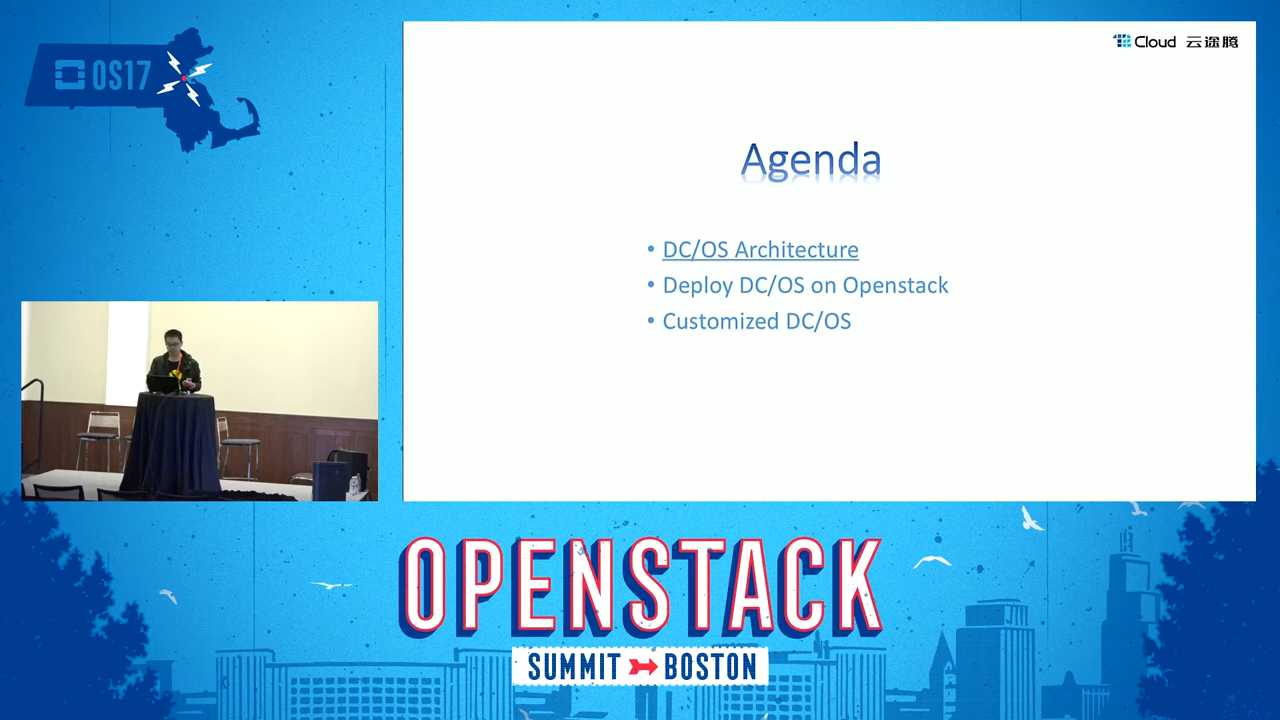 OS17
T2Cloud 云途腾
Agenda
• DC/OS Architecture
• Deploy DC/OS on Openstack
• Customized DC/OS
OPENSTACK
SUMMIT BOSTON